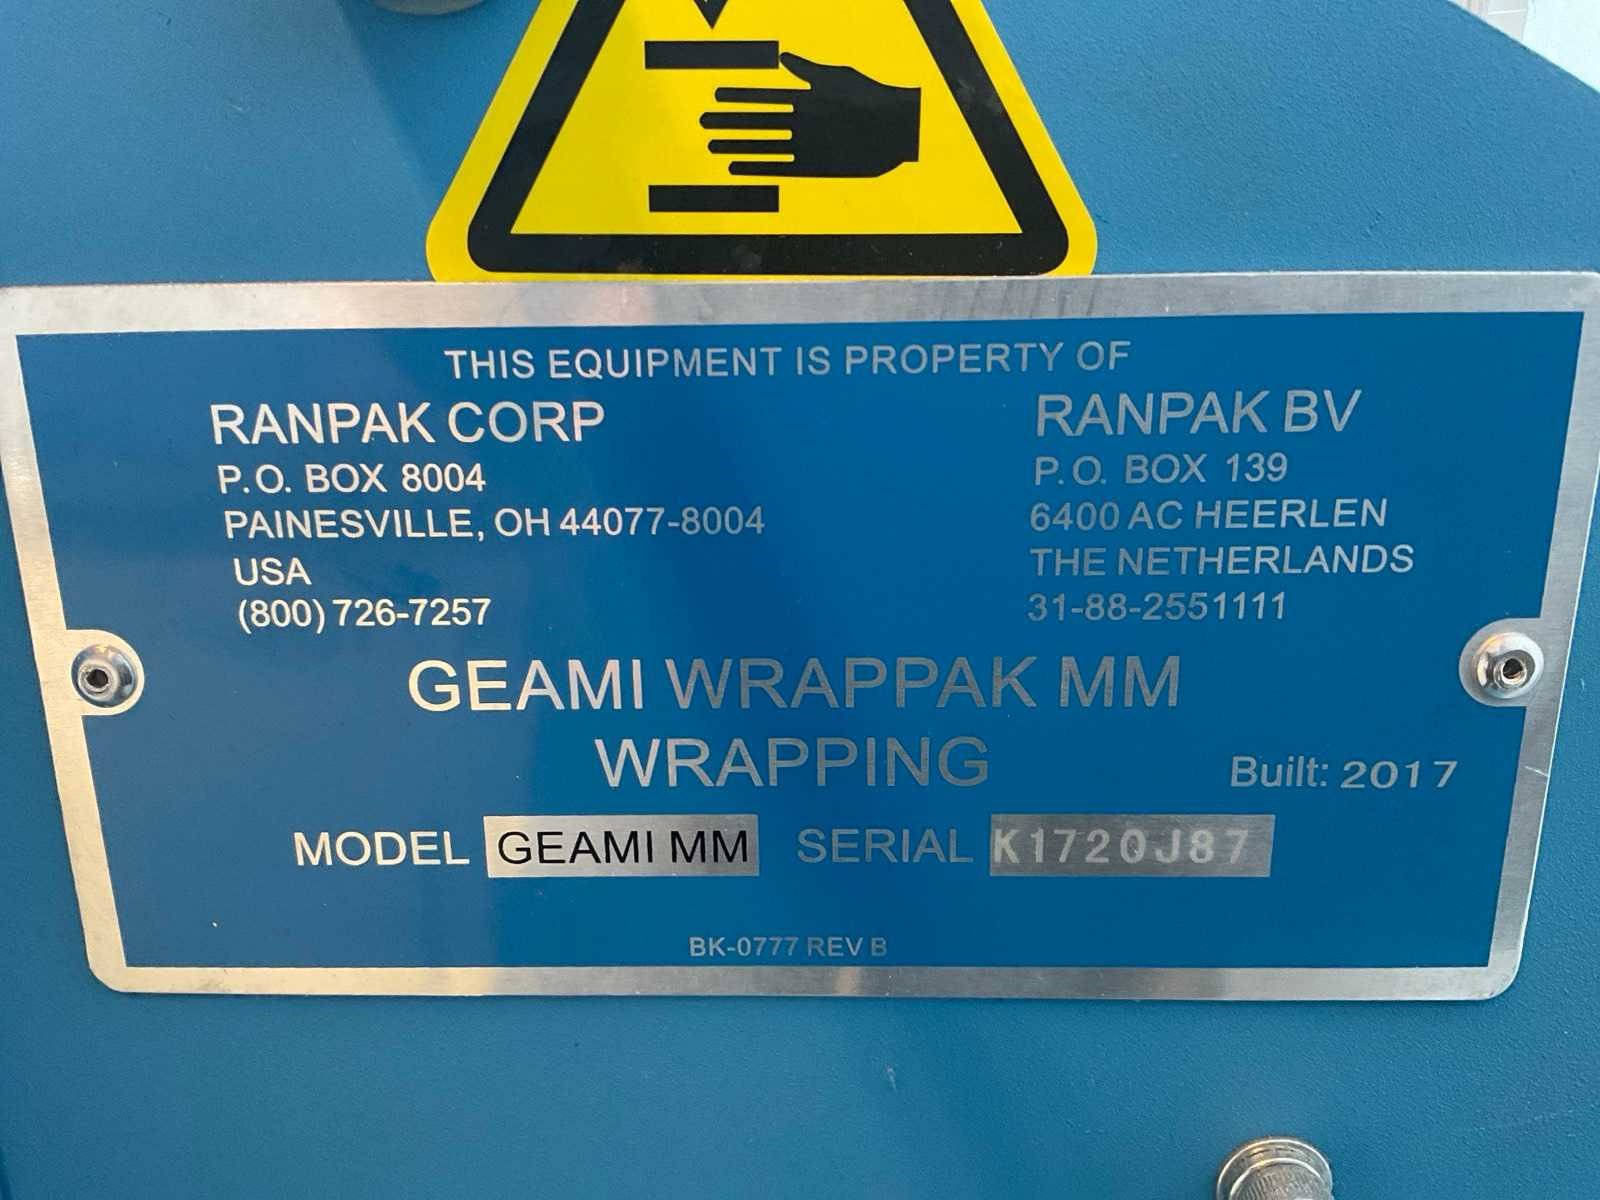 THIS EQUIPMENT IS PROPERTY OF
RANPAK CORP
P.O. BOX 8004
PAINESVILLE, OH 44077-8004
USA
(800) 726-7257
RANPAK BV
P.O. BOX 139
6400 AC HEERLEN
THE NETHERLANDS
31-88-2551111
GEAMI WRAPPAK MM
WRAPPING
Built: 2017
MODEL GEAMI MM SERIAL K1720J87
BK-0777 REV B